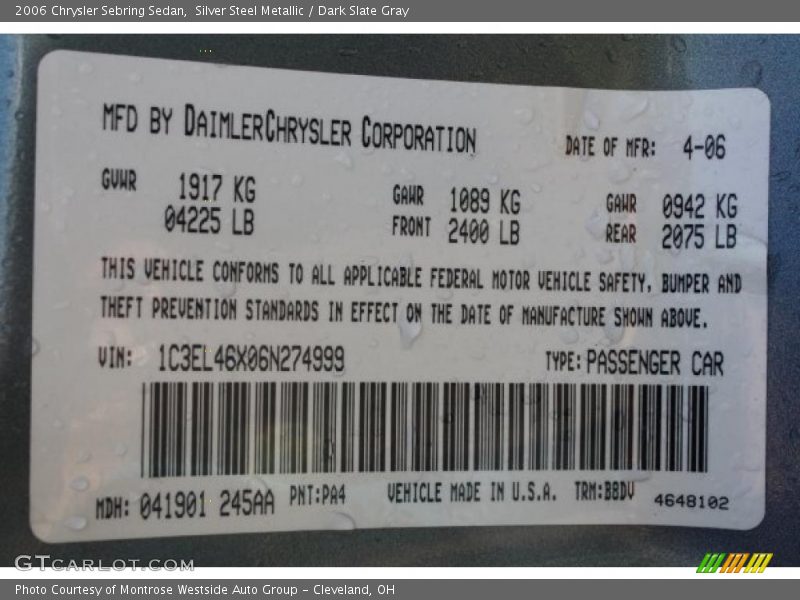 2006 Chrysler Sebring Sedan,  Silver Steel Metallic / Dark Slate Gray
MFD BY DAIMLERCHRYSLER CORPORATION
DATE OF MFR: 4-06
GVWR 1917 KG GAWR 1089 KG GAWR 0942 KG
04225 LB FRONT 2400 LB REAR 2075 LB
THIS VEHICLE CONFORMS TO ALL APPLICABLE FEDERAL MOTOR VEHICLE SAFETY, BUMPER AND
THEFT PREVENTION STANDARDS IN EFFECT ON THE DATE OF MANUFACTURE SHOWN ABOVE.
VIN: 1C3EL46X06N274999 TYPE: PASSENGER CAR
MDH: 041901 245AA PNT:PA4 VEHICLE MADE IN U.S.A. TRM:B8DV 4648102
GTCARLOT.COM
Photo Courtesy of Montrose Westside Auto Group - Cleveland, OH